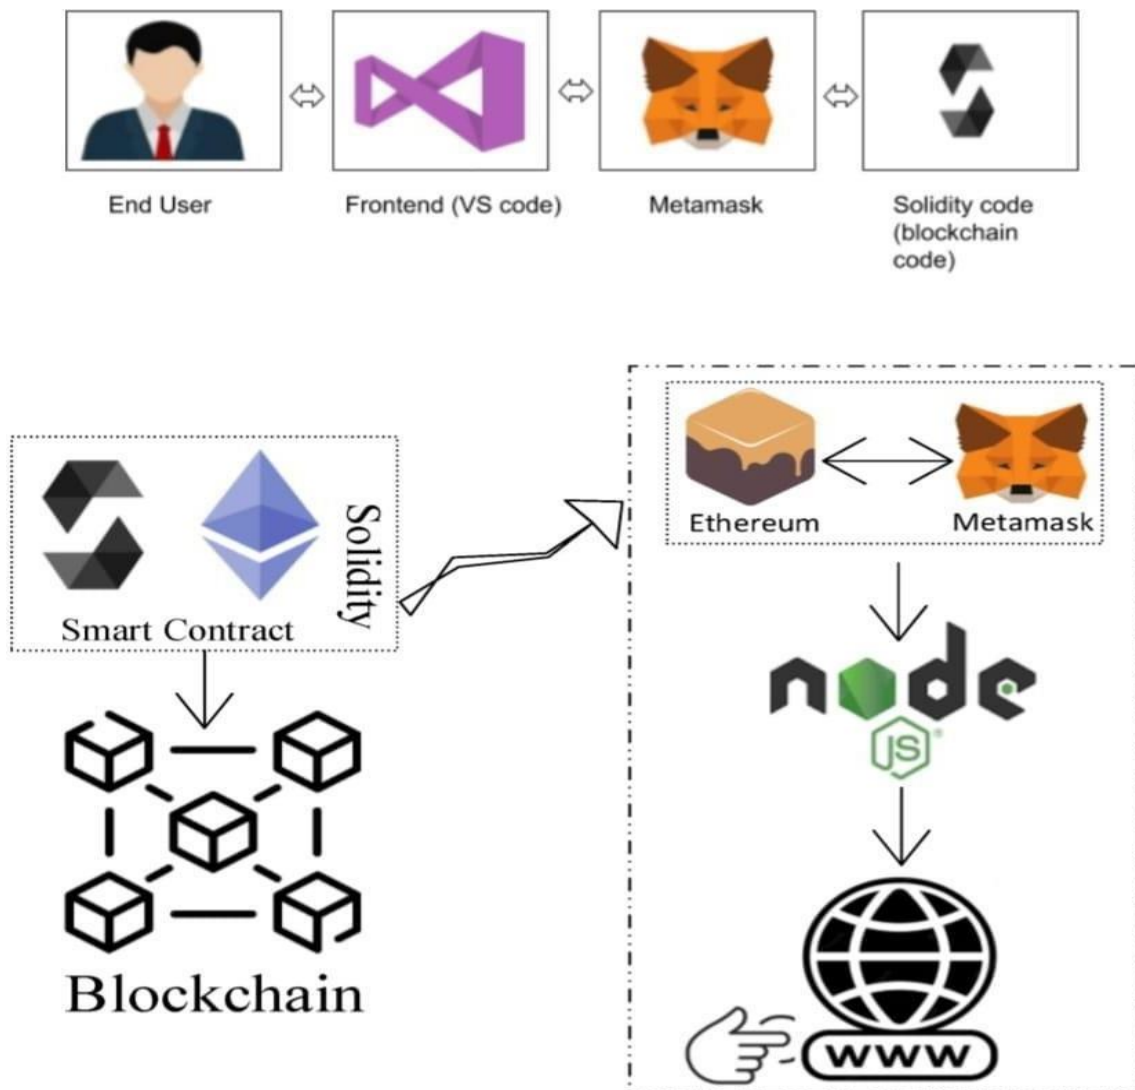 End User
Frontend (VS code)
Metamask
Solidity code
(blockchain
code)
Ethereum
Metamask
Solidity
Smart Contract
node
JS®
Blockchain
www